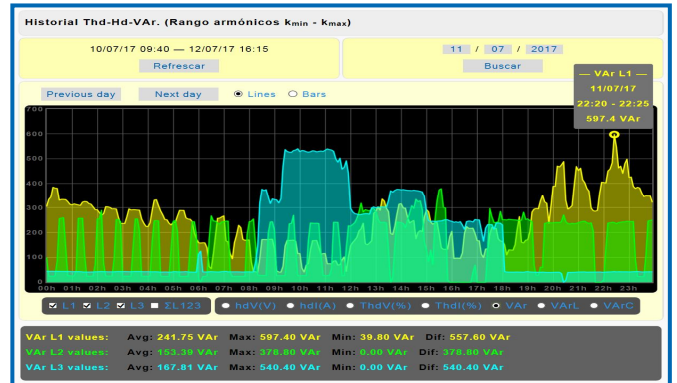 Historial Thd-Hd-VAr. (Rango armónicos kmin - kmax)
10/07/17 09:40 — 12/07/17 16:15
Refrescar
11 / 07 / 2017
Buscar
Previous day Next day Lines Bars
— VAr L1 —
11/07/17
22:20 - 22:25
597.4 VAr
700
600
500
400
300
200
100
0
00h 01h 02h 03h 04h 05h 06h 07h 08h 09h 10h 11h 12h 13h 14h 15h 16h 17h 18h 19h 20h 21h 22h 23h
L1 L2 L3 ΣL123 hdV(V) hdI(A) ThdV(%) ThdI(%) VAr VArL VArC
VAr L1 values: Avg: 241.75 VAr Max: 597.40 VAr Min: 39.80 VAr Dif: 557.60 VAr
VAr L2 values: Avg: 153.39 VAr Max: 378.80 VAr Min: 0.00 VAr Dif: 378.80 VAr
VAr L3 values: Avg: 167.81 VAr Max: 540.40 VAr Min: 0.00 VAr Dif: 540.40 VAr